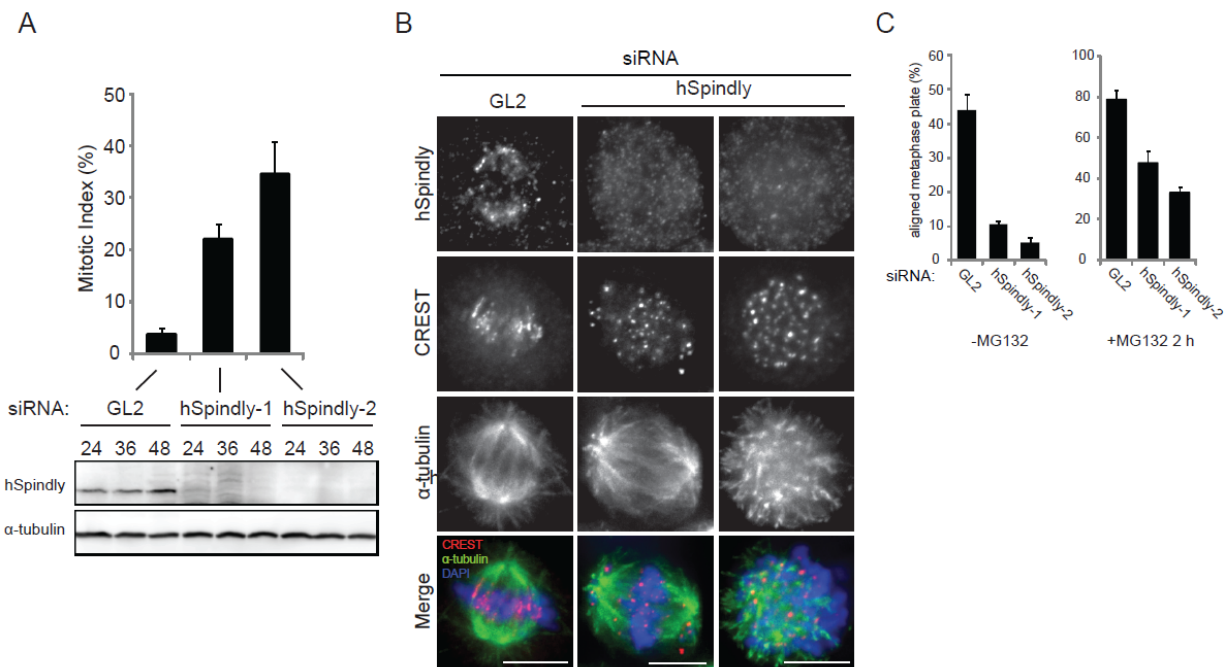 A
Mitotic Index (%)
50
40
30
20
10
0
siRNA:
GL2
hSpindly-1
hSpindly-2
24 36 48 24 36 48 24 36 48
hSpindly
α-tubulin
B
siRNA
GL2
hSpindly
hSpindly
CREST
α-tubulin
h
Merge
CREST
α-tubulin
DAPI
C
aligned metaphase plate (%)
60
50
40
30
20
10
0
siRNA:
GL2
hSpindly-1
hSpindly-2
-MG132
100
80
60
40
20
0
GL2
hSpindly-1
hSpindly-2
+MG132 2 h